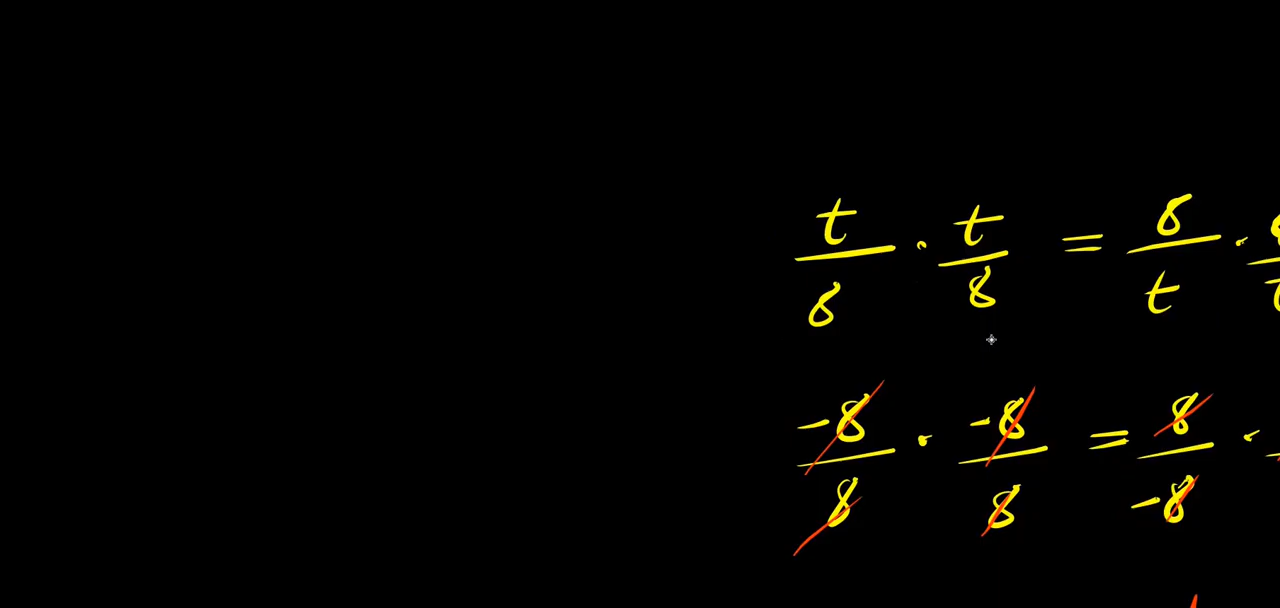 t/8 · t/8 = 8/t ·
-8/8 · -8/8 = 8/-8 ·